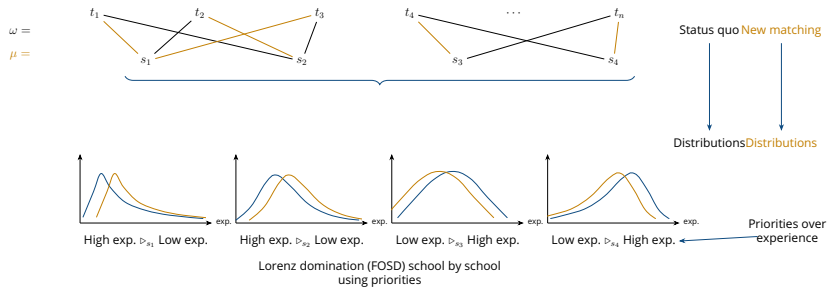 t₁ t₂ t₃ t₄ ··· tₙ
ω =
Status quo New matching
μ =
s₁ s₂ s₃ s₄
Distributions Distributions
exp. exp. exp. exp.
High exp. ▷s₁ Low exp. High exp. ▷s₂ Low exp. Low exp. ▷s₃ High exp. Low exp. ▷s₄ High exp.
Priorities over
experience
Lorenz domination (FOSD) school by school
using priorities